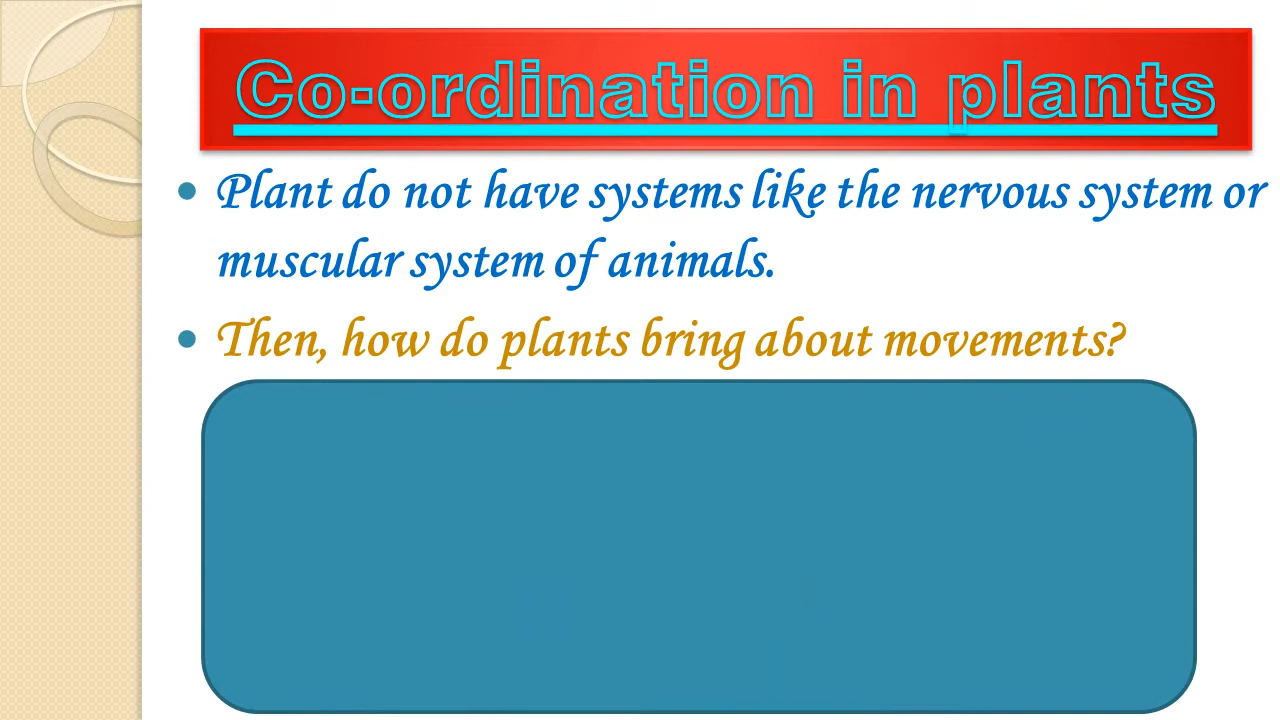 Co-ordination in plants
Plant do not have systems like the nervous system or
muscular system of animals.
Then, how do plants bring about movements?